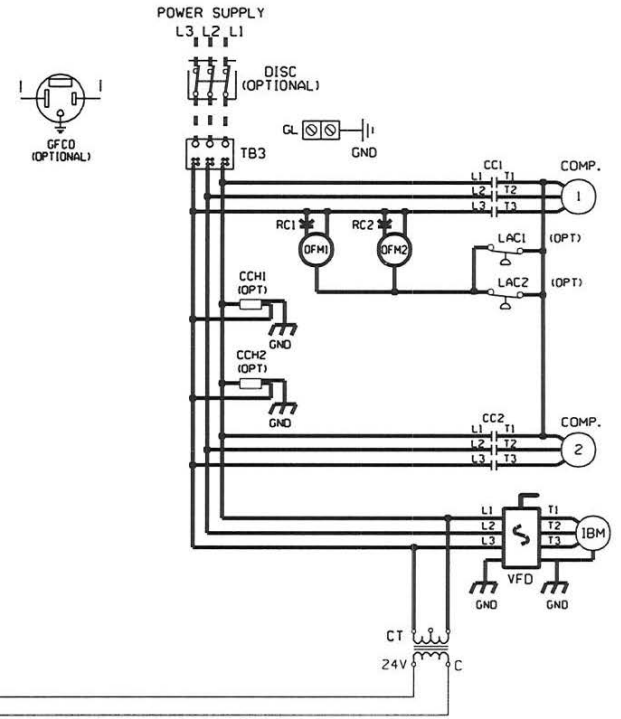 POWER SUPPLY
L3 L2 L1
DISC
(OPTIONAL)
1 1
GFCO
(OPTIONAL)
GL
GND
TB3
CC1
COMP.
L1 T1
L2 T2
L3 T3
1
RC1
RC2
OFM1
OFM2
LAC1 (OPT)
LAC2 (OPT)
CCH1
(OPT)
GND
CCH2
(OPT)
GND
CC2
COMP.
L1 T1
L2 T2
L3 T3
2
L1 T1
L2 T2
L3 T3
IBM
VFD
GND
GND
CT
24V C